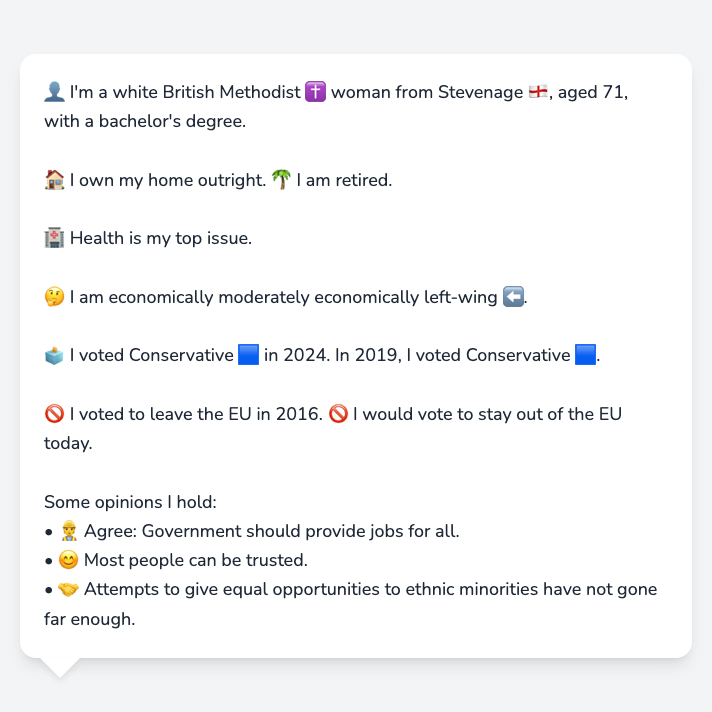 👤 I'm a white British Methodist ✝️ woman from Stevenage 🏴󠁧󠁢󠁥󠁮󠁧󠁿, aged 71,
with a bachelor's degree.
🏠 I own my home outright. 🌴 I am retired.
🏥 Health is my top issue.
🤔 I am economically moderately economically left-wing ⬅️.
🗳️ I voted Conservative 🟦 in 2024. In 2019, I voted Conservative 🟦.
🚫 I voted to leave the EU in 2016. 🚫 I would vote to stay out of the EU
today.
Some opinions I hold:
• 👷 Agree: Government should provide jobs for all.
• 😊 Most people can be trusted.
• 🤝 Attempts to give equal opportunities to ethnic minorities have not gone
far enough.